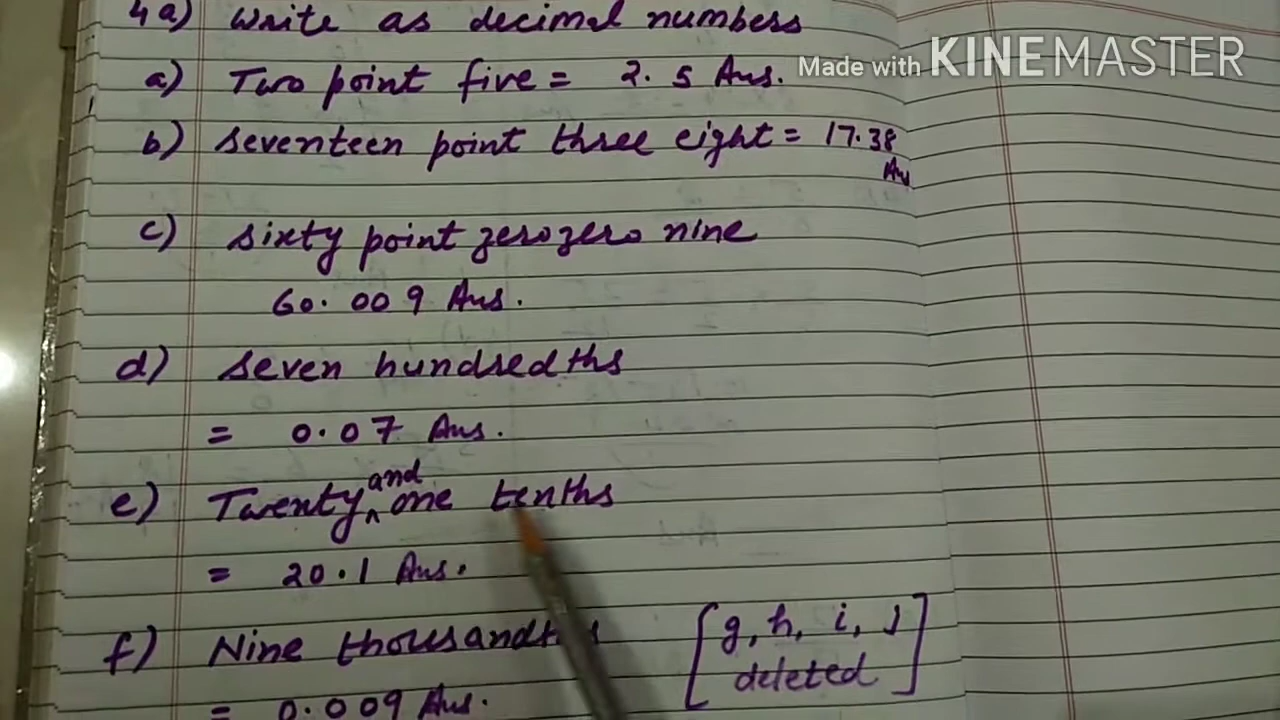 4a) Write as decimal numbers
Made with KINEMASTER
a) Two point five = 2.5 Ans.
b) Seventeen point three eight = 17.38
Ans
c) Sixty point zero zero nine
60.009 Ans.
d) Seven hundredths
= 0.07 Ans.
and
e) Twenty ^ one tenths
= 20.1 Ans.
f) Nine thousandths
= 0.009 Ans.
[g, h, i, j
deleted]